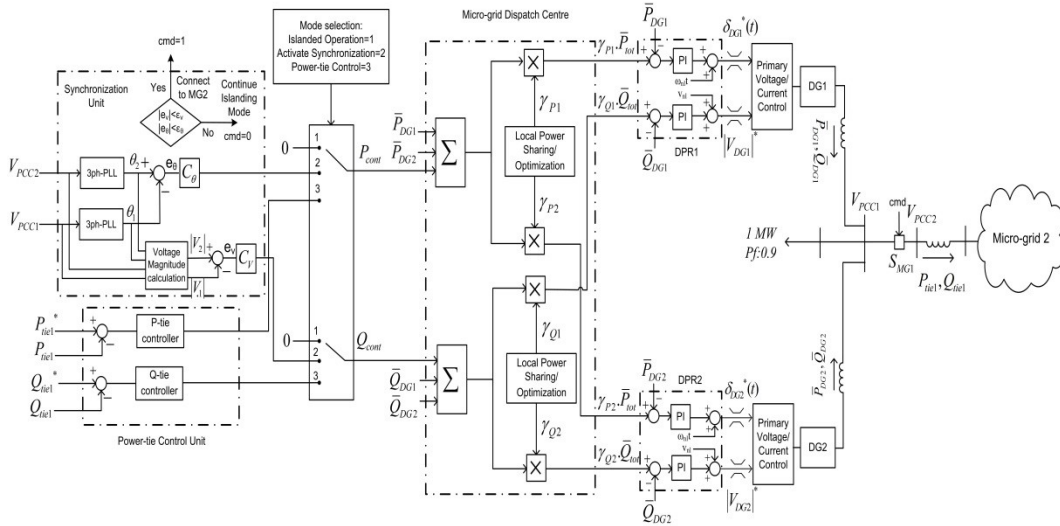 Mode selection:
Islanded Operation=1
Activate Synchronization=2
Power-tie Control=3
Micro-grid Dispatch Centre
cmd=1
Synchronization
Unit
Connect
to MG2
Yes
Continue
Islanding
Mode
|e_v|<ε_v
|e_θ|<ε_θ
No
cmd=0
V_PCC2
3ph-PLL
θ_2
+
−
e_θ
C_θ
V_PCC1
3ph-PLL
θ_1
Voltage
Magnitude
calculation
|V_2|
+
−
e_v
C_V
|V_1|
P_tie1*
+
P_tie1
−
P-tie
controller
Q_tie1*
+
Q_tie1
−
Q-tie
controller
Power-tie Control Unit
0
1
2
3
P_cont
0
1
2
3
Q_cont
P̅_DG1
P̅_DG2
Σ
Q̅_DG1
Q̅_DG2
Σ
X
γ_P1
Local Power
Sharing/
Optimization
γ_P2
X
X
γ_Q1
Local Power
Sharing/
Optimization
γ_Q2
X
γ_P1.P̅_tot
γ_Q1.Q̅_tot
γ_P2.P̅_tot
γ_Q2.Q̅_tot
P̅_DG1
−
+
PI
+
+
ω_n t
v_n
+
−
PI
+
+
Q̅_DG1
DPR1
δ_DG1*(t)
|V_DG1|*
Primary
Voltage/
Current
Control
DG1
P̅_DG1, Q̅_DG1
P̅_DG2
DPR2
−
+
PI
+
+
ω_n t
v_n
+
−
PI
+
+
Q̅_DG2
δ_DG2*(t)
|V_DG2|*
Primary
Voltage/
Current
Control
DG2
P̅_DG2, Q̅_DG2
1 MW
Pf:0.9
V_PCC1
cmd
V_PCC2
S_MG1
P_tie1, Q_tie1
Micro-grid 2